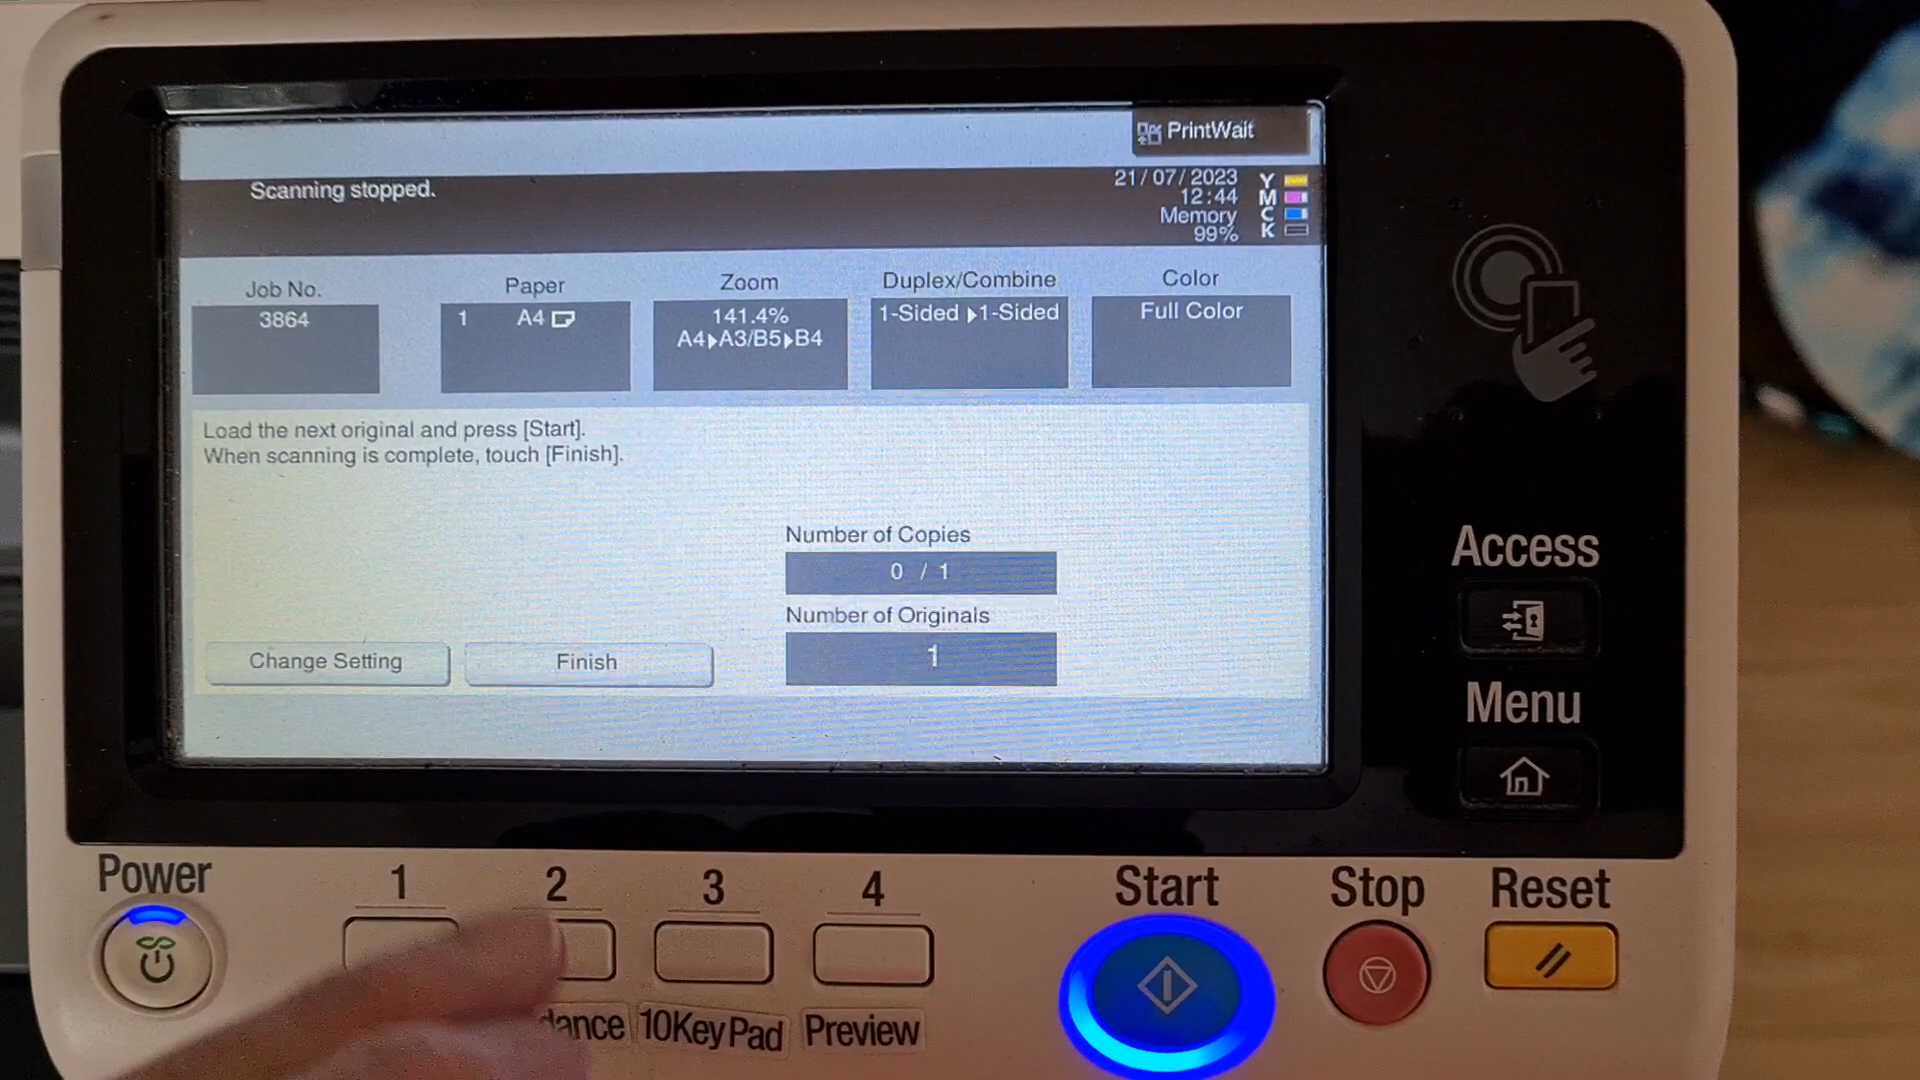 PrintWait
Scanning stopped.
21/07/2023
12:44
Memory
99%
Y
M
C
K
Job No. Paper Zoom Duplex/Combine Color
3864 1 A4 141.4% 1-Sided ▶ 1-Sided Full Color
A4▶A3/B5▶B4
Load the next original and press [Start].
When scanning is complete, touch [Finish].
Number of Copies
0 / 1
Number of Originals
1
Change Setting Finish
Access
Menu
Power 1 2 3 4 Start Stop Reset
10KeyPad Preview